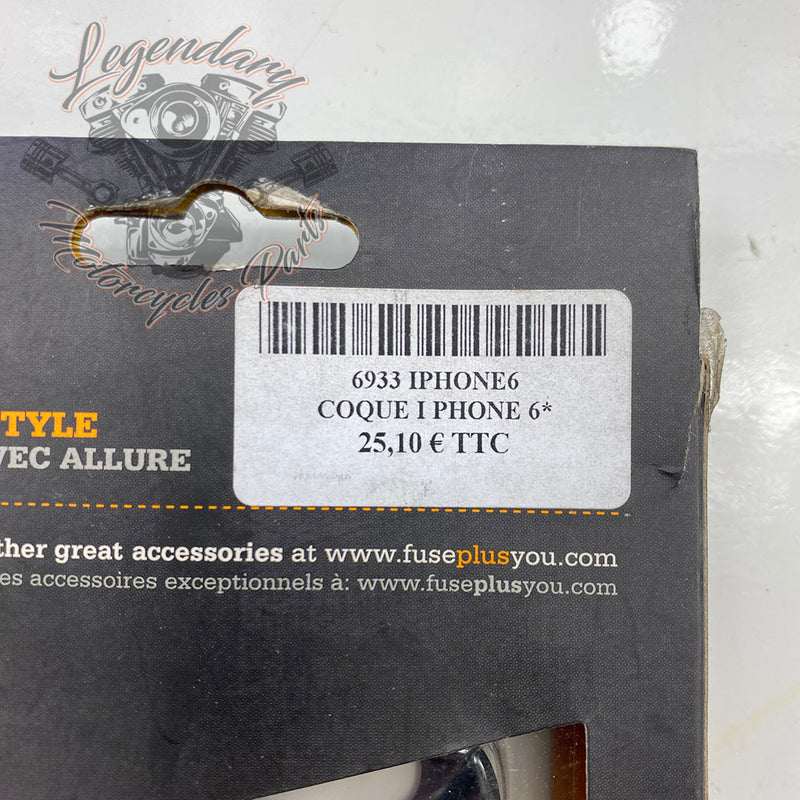 Legendary
Motorcycles Parts
6933 IPHONE6
COQUE I PHONE 6*
25,10 € TTC
TYLE
VEC ALLURE
ther great accessories at www.fuseplusyou.com
es accessoires exceptionnels à: www.fuseplusyou.com